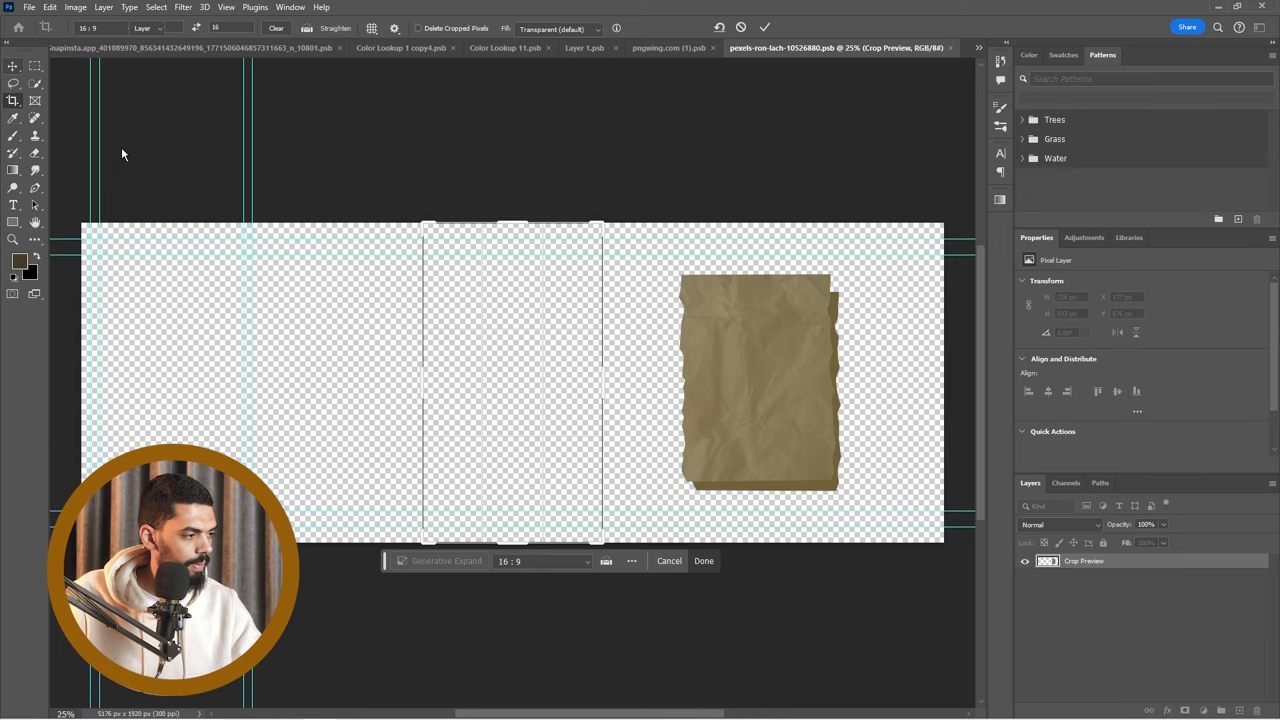 Ps File Edit Image Layer Type Select Filter 3D View Plugins Window Help
16 : 9 Layer 16 Clear Straighten Delete Cropped Pixels Fill: Transparent (default) Share
Color Lookup 1 copy4.psb × Color Lookup 11.psb × Layer 1.psb × pngwing.com (1).psb × pexels-ron-lach-10526880.psb @ 25% (Crop Preview, RGB/8#) ×
Color Swatches Patterns
Search Patterns
Trees
Grass
Water
Properties Adjustments Libraries
Pixel Layer
Transform
W X
H Y
0.00°
Align and Distribute
Align:
Quick Actions
Layers Channels Paths
Kind
Normal Opacity: 100%
Lock: Fill: 100%
Crop Preview
Generative Expand 16 : 9 Cancel Done
25% 5176 px x 1920 px (300 ppi)